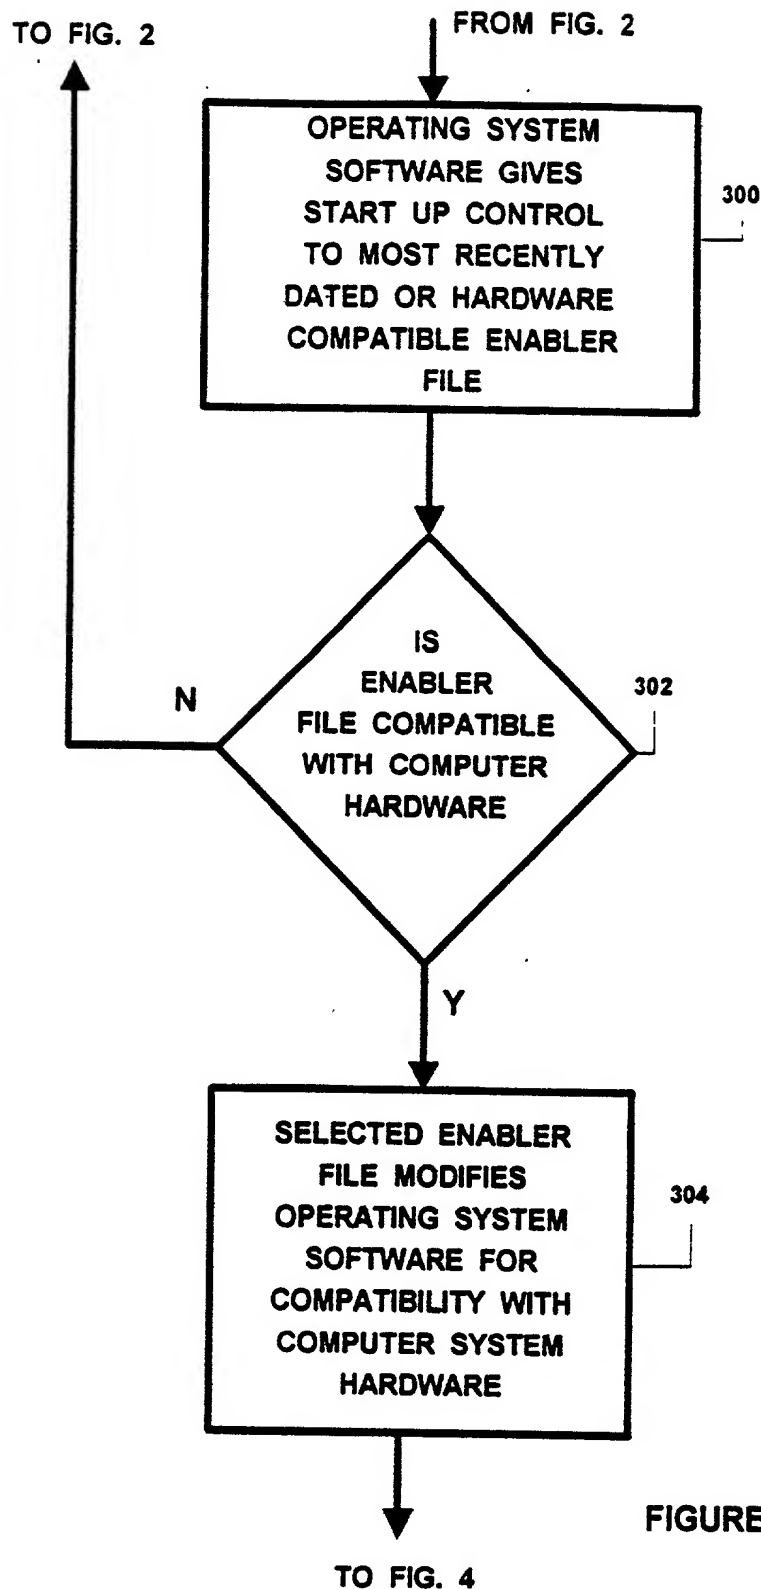 TO FIG. 2
FROM FIG. 2
OPERATING SYSTEM
SOFTWARE GIVES
START UP CONTROL
TO MOST RECENTLY
DATED OR HARDWARE
COMPATIBLE ENABLER
FILE
300
IS
ENABLER
FILE COMPATIBLE
WITH COMPUTER
HARDWARE
N
302
Y
SELECTED ENABLER
FILE MODIFIES
OPERATING SYSTEM
SOFTWARE FOR
COMPATIBILITY WITH
COMPUTER SYSTEM
HARDWARE
304
FIGURE
TO FIG. 4